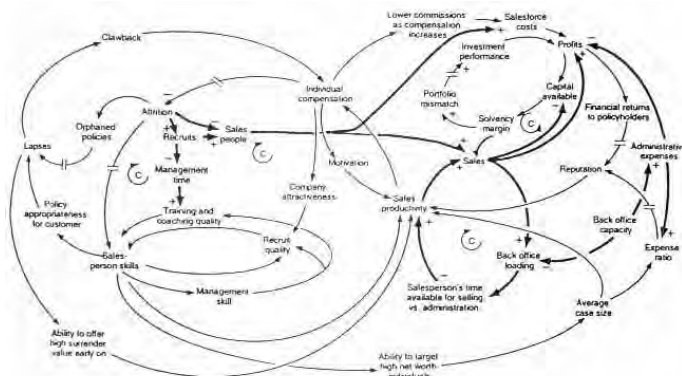 Clawback
Lower commissions
as compensation
increases
Salesforce
costs
Investment
performance
Profits
Individual
compensation
Portfolio
mismatch
Capital
available
Financial returns
to policyholders
Attrition
Orphaned
policies
Lapses
Recruits
Sales
people
Solvency
margin
Administrative
expenses
Sales
Motivation
Management
time
Company
attractiveness
Reputation
Policy
appropriateness
for customer
Training and
coaching quality
Sales
productivity
Back office
capacity
Sales-
person skills
Recruit
quality
Back office
loading
Expense
ratio
Management
skill
Salesperson's time
available for selling
vs. administration
Average
case size
Ability to offer
high surrender
value early on
Ability to target
high net worth
C
C
C
C